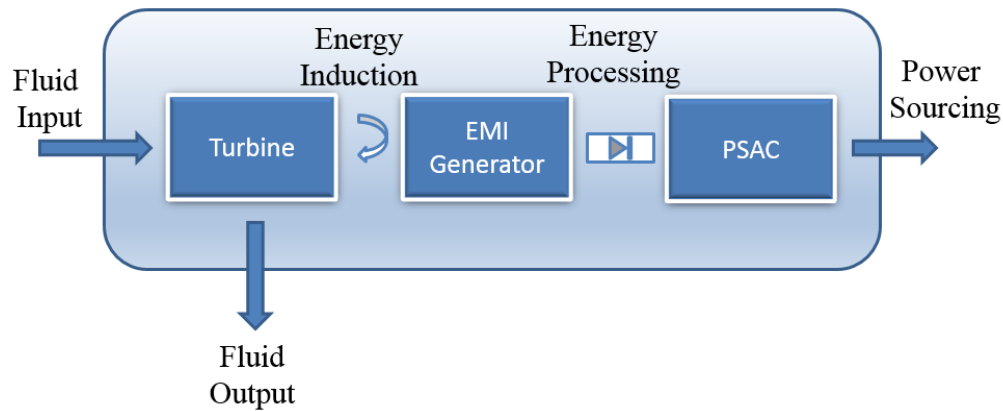 Fluid
Input
Energy
Induction
Energy
Processing
Power
Sourcing
Turbine
EMI
Generator
PSAC
Fluid
Output